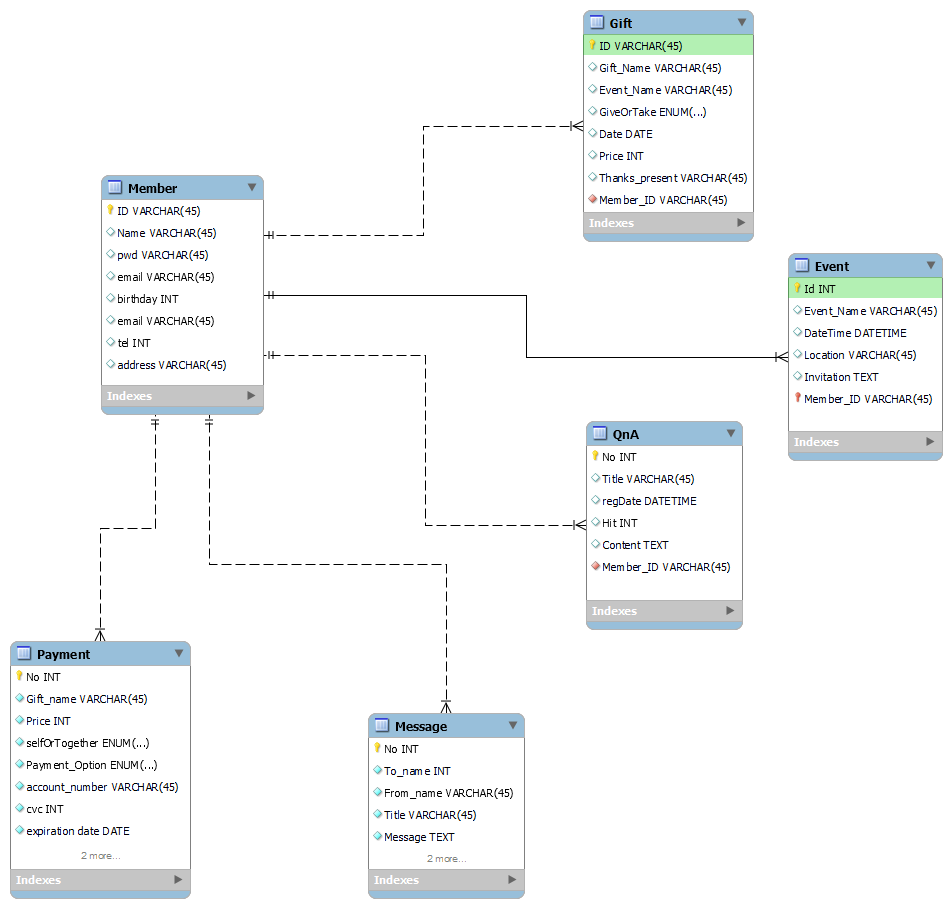 Gift
ID VARCHAR(45)
Gift_Name VARCHAR(45)
Event_Name VARCHAR(45)
GiveOrTake ENUM(...)
Date DATE
Price INT
Thanks_present VARCHAR(45)
Member_ID VARCHAR(45)
Indexes
Member
ID VARCHAR(45)
Name VARCHAR(45)
pwd VARCHAR(45)
email VARCHAR(45)
birthday INT
email VARCHAR(45)
tel INT
address VARCHAR(45)
Indexes
Event
Id INT
Event_Name VARCHAR(45)
DateTime DATETIME
Location VARCHAR(45)
Invitation TEXT
Member_ID VARCHAR(45)
Indexes
QnA
No INT
Title VARCHAR(45)
regDate DATETIME
Hit INT
Content TEXT
Member_ID VARCHAR(45)
Indexes
Payment
No INT
Gift_name VARCHAR(45)
Price INT
selfOrTogether ENUM(...)
Payment_Option ENUM(...)
account_number VARCHAR(45)
cvc INT
expiration date DATE
2 more...
Indexes
Message
No INT
To_name INT
From_name VARCHAR(45)
Title VARCHAR(45)
Message TEXT
2 more...
Indexes